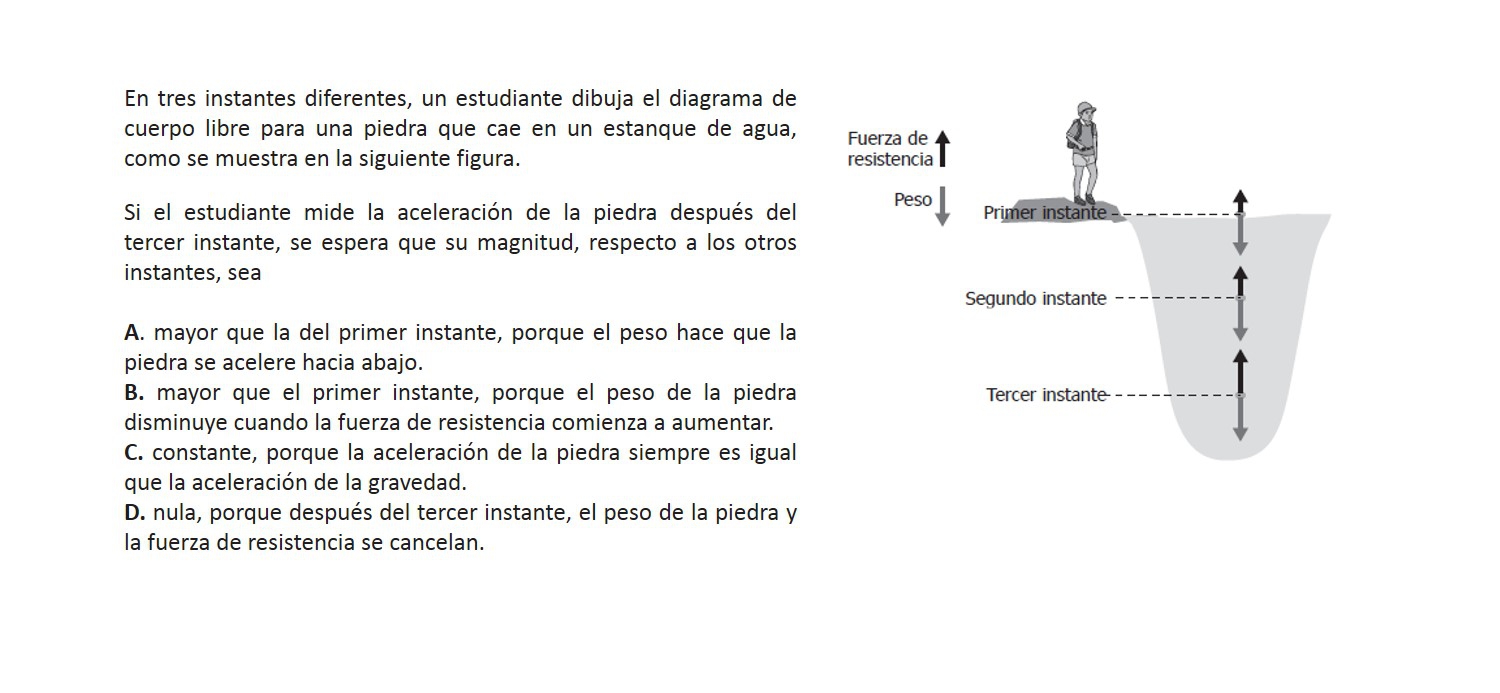 En tres instantes diferentes, un estudiante dibuja el diagrama de
cuerpo libre para una piedra que cae en un estanque de agua,
como se muestra en la siguiente figura.
Si el estudiante mide la aceleración de la piedra después del
tercer instante, se espera que su magnitud, respecto a los otros
instantes, sea
A. mayor que la del primer instante, porque el peso hace que la
piedra se acelere hacia abajo.
B. mayor que el primer instante, porque el peso de la piedra
disminuye cuando la fuerza de resistencia comienza a aumentar.
C. constante, porque la aceleración de la piedra siempre es igual
que la aceleración de la gravedad.
D. nula, porque después del tercer instante, el peso de la piedra y
la fuerza de resistencia se cancelan.
Fuerza de
resistencia
Peso
Primer instante
Segundo instante
Tercer instante